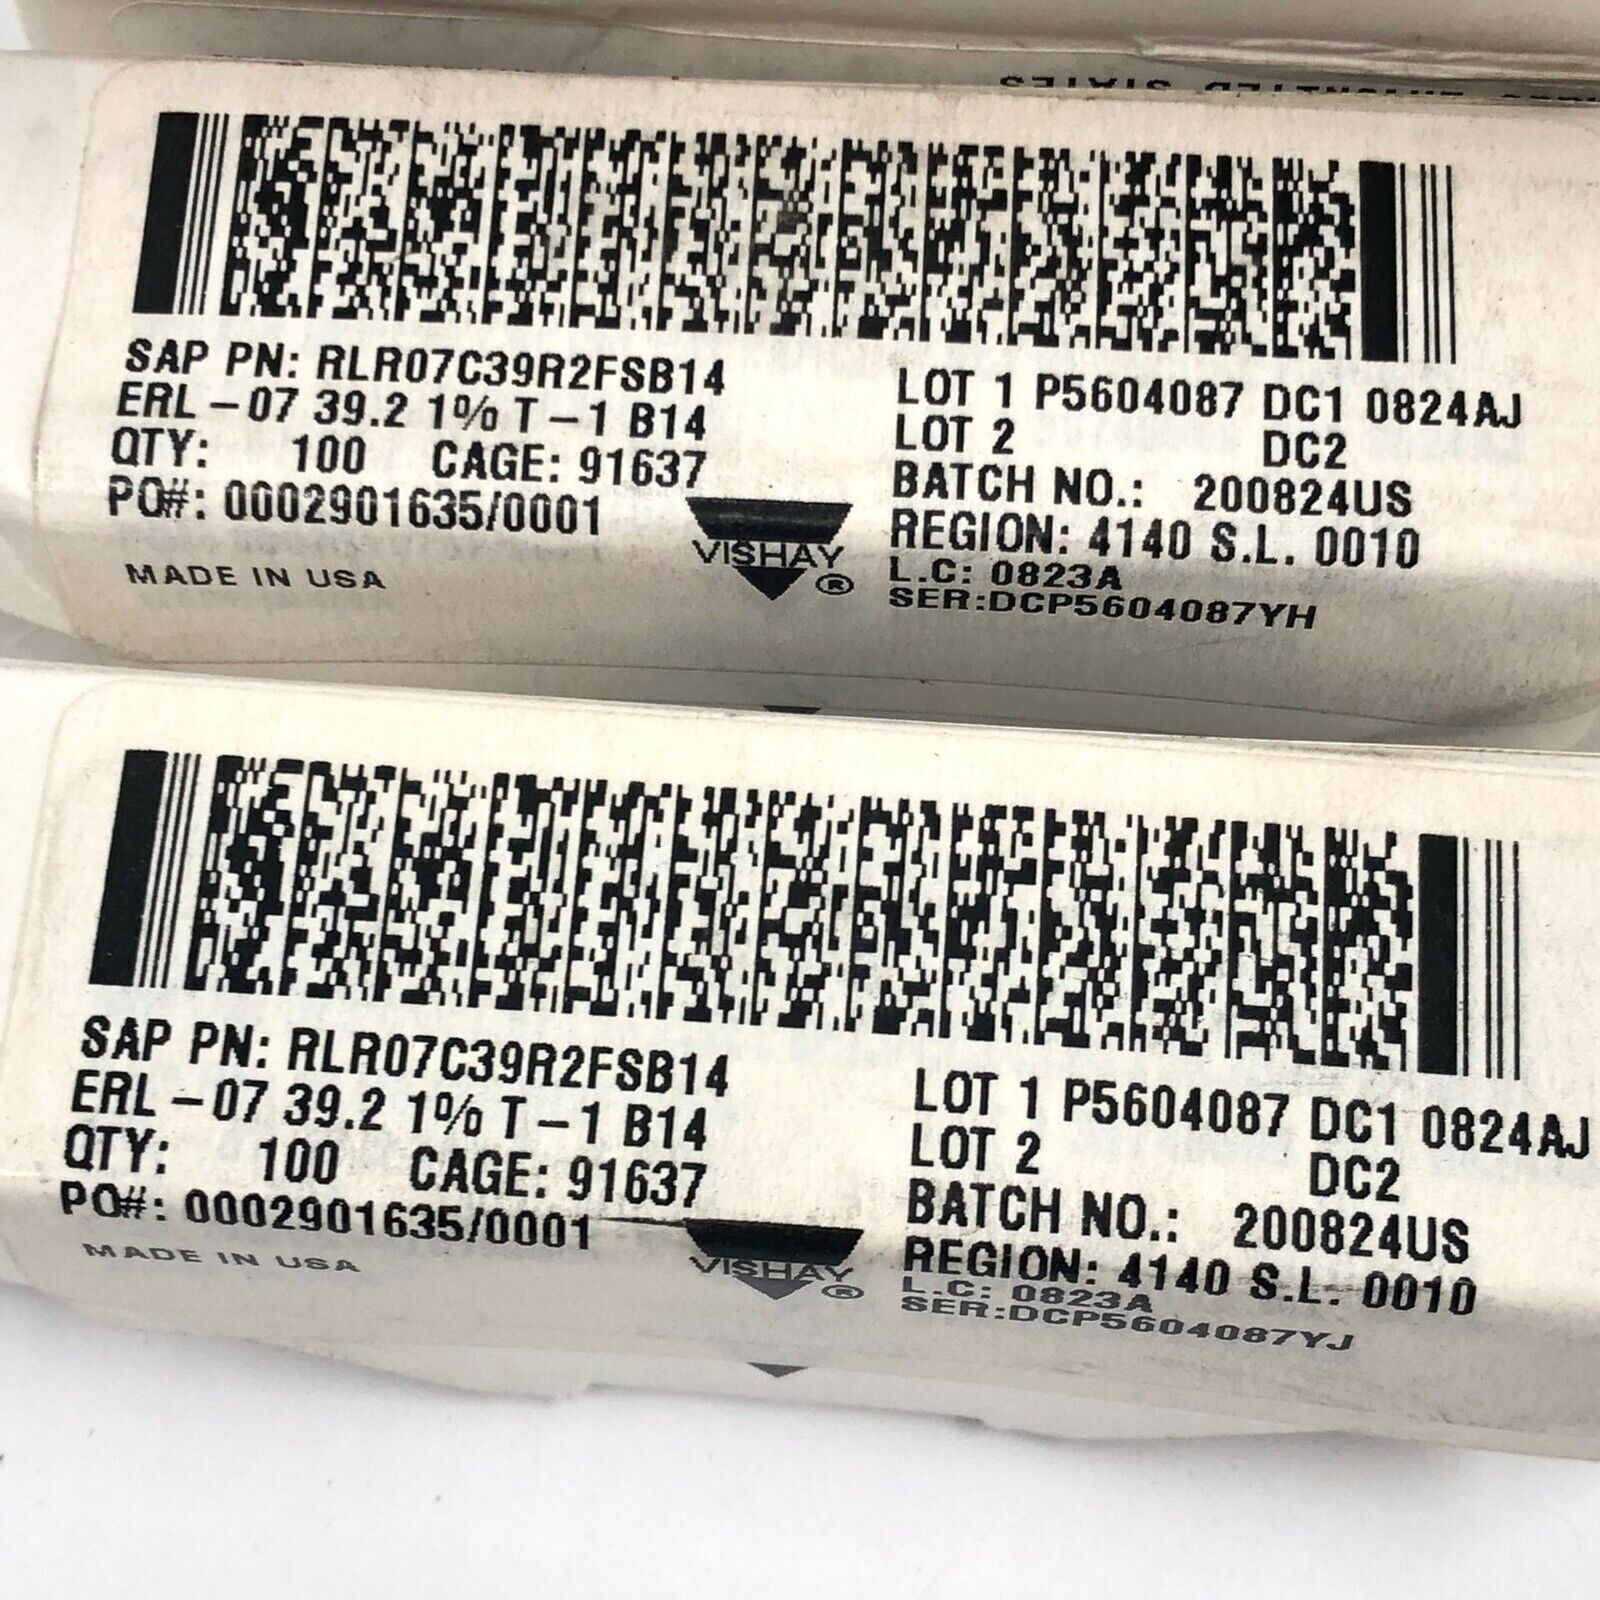 STATES
SAP PN: RLR07C39R2FSB14
ERL-07 39.2 1% T-1 B14
QTY: 100 CAGE: 91637
PO#: 0002901635/0001
MADE IN USA
VISHAY ®
LOT 1 P5604087 DC1 0824AJ
LOT 2 DC2
BATCH NO.: 200824US
REGION: 4140 S.L. 0010
L.C: 0823A
SER:DCP5604087YH
SAP PN: RLR07C39R2FSB14
ERL-07 39.2 1% T-1 B14
QTY: 100 CAGE: 91637
PO#: 0002901635/0001
MADE IN USA
VISHAY ®
LOT 1 P5604087 DC1 0824AJ
LOT 2 DC2
BATCH NO.: 200824US
REGION: 4140 S.L. 0010
L.C: 0823A
SER:DCP5604087YJ